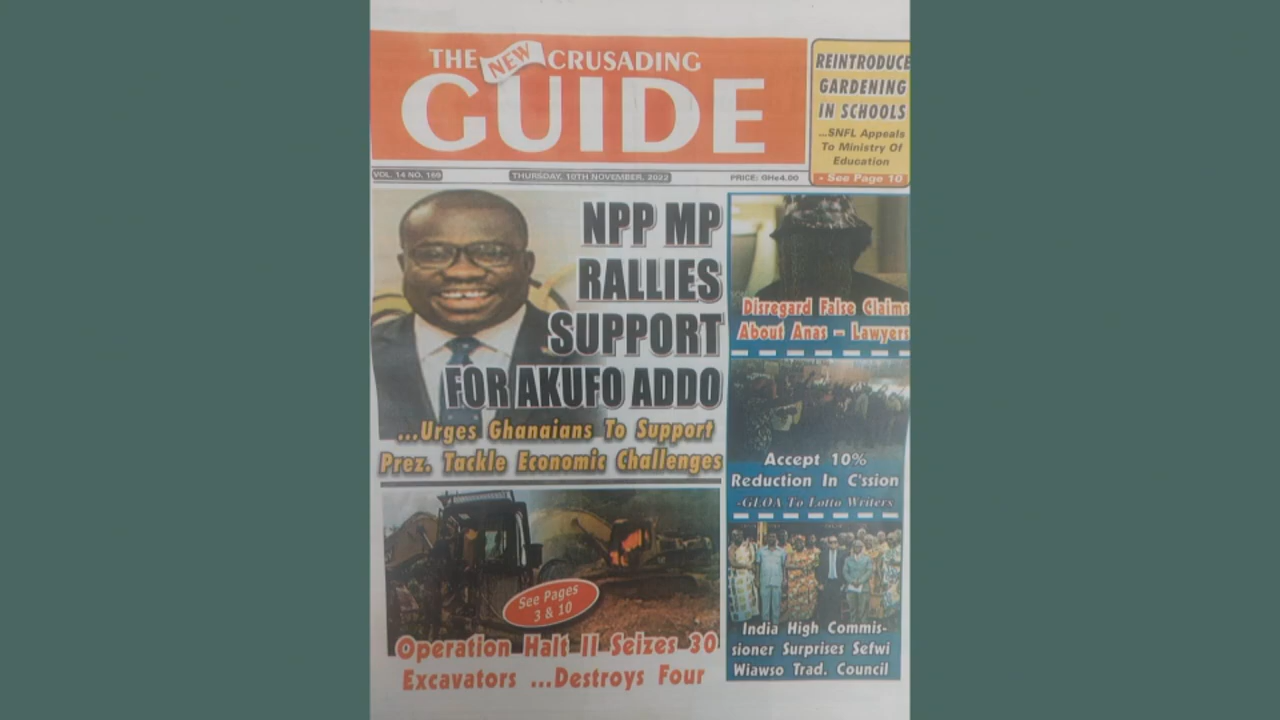 THE NEW CRUSADING
GUIDE
REINTRODUCE
GARDENING
IN SCHOOLS
...SNFL Appeals
To Ministry Of
Education
- See Page 10
VOL. 14 NO. 169
THURSDAY, 10TH NOVEMBER, 2022
PRICE: GH¢4.00
NPP MP
RALLIES
SUPPORT
FOR AKUFO ADDO
...Urges Ghanaians To Support
Prez. Tackle Economic Challenges
Disregard False Claims
About Anas – Lawyers
Accept 10%
Reduction In C'ssion
-GLOA To Lotto Writers
See Pages
3 & 10
Operation Halt II Seizes 30
Excavators ...Destroys Four
India High Commis-
sioner Surprises Sefwi
Wiawso Trad. Council